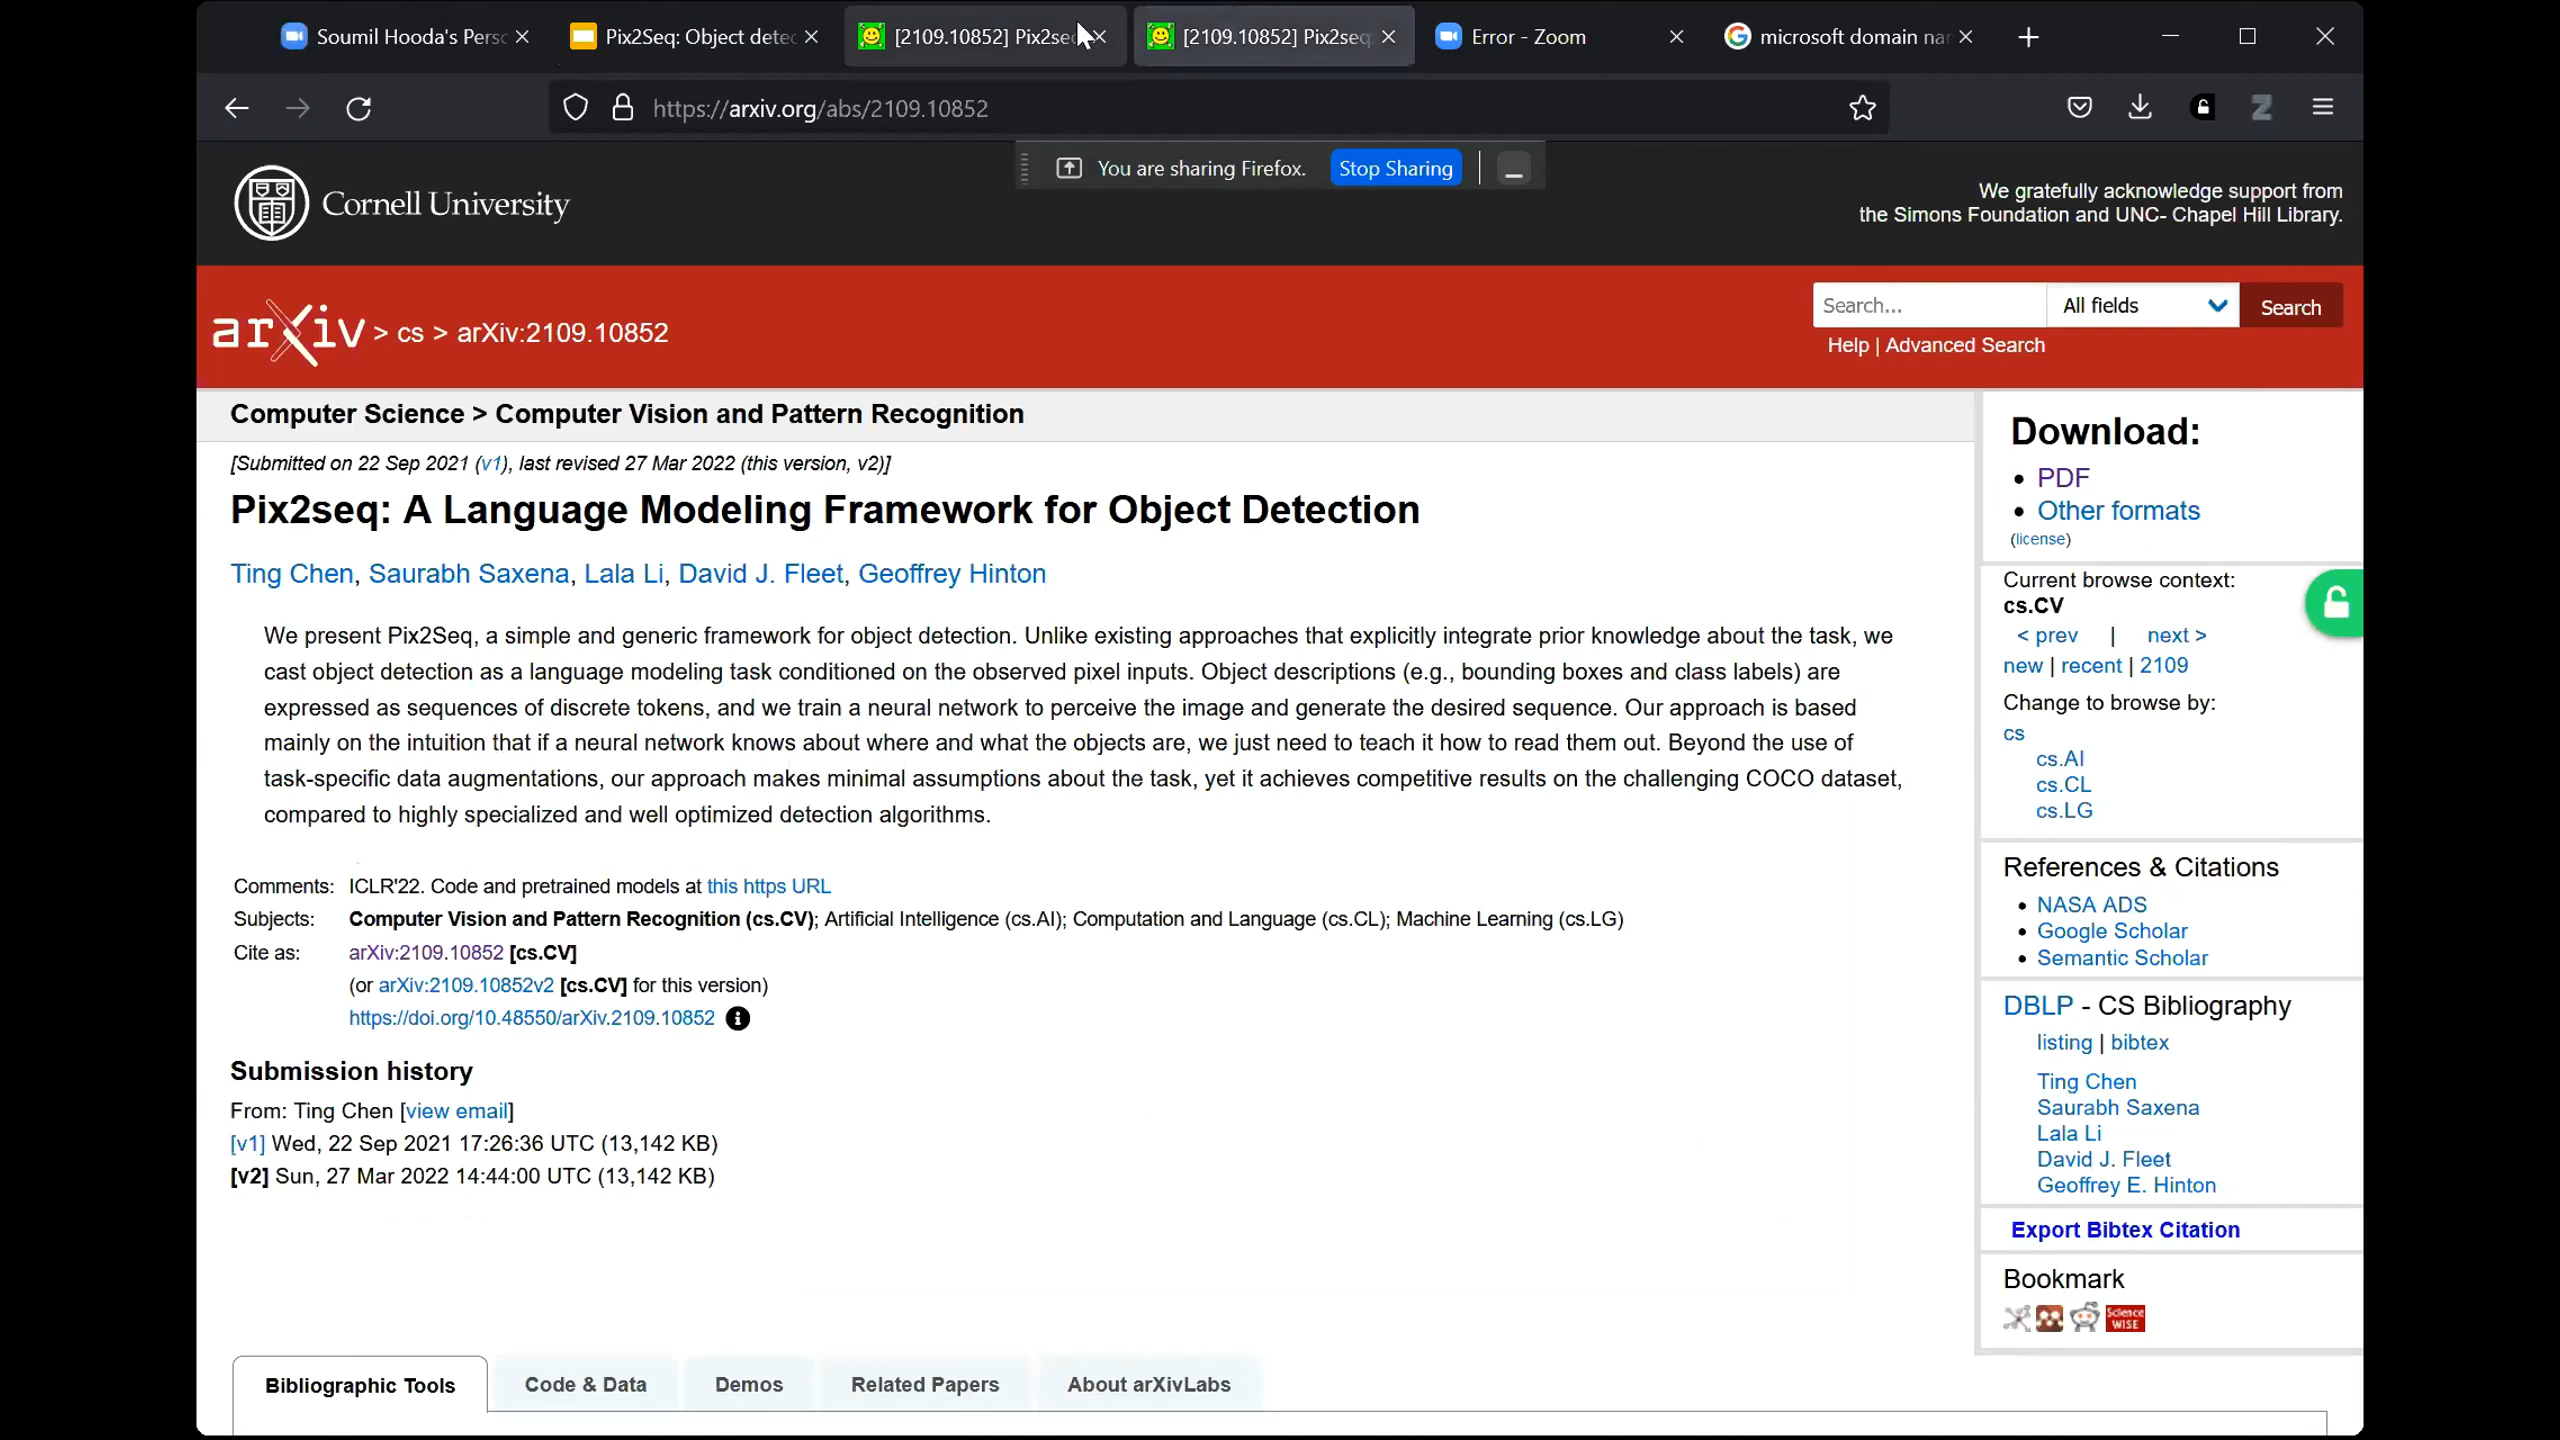 Soumil Hooda's Perso
Pix2Seq: Object detec
[2109.10852] Pix2se
[2109.10852] Pix2seq
Error - Zoom
microsoft domain nar
https://arxiv.org/abs/2109.10852
You are sharing Firefox.
Stop Sharing
Cornell University
We gratefully acknowledge support from
the Simons Foundation and UNC- Chapel Hill Library.
arXiv > cs > arXiv:2109.10852
Search...
All fields
Search
Help | Advanced Search
Computer Science > Computer Vision and Pattern Recognition
[Submitted on 22 Sep 2021 (v1), last revised 27 Mar 2022 (this version, v2)]
Pix2seq: A Language Modeling Framework for Object Detection
Ting Chen, Saurabh Saxena, Lala Li, David J. Fleet, Geoffrey Hinton
We present Pix2Seq, a simple and generic framework for object detection. Unlike existing approaches that explicitly integrate prior knowledge about the task, we
cast object detection as a language modeling task conditioned on the observed pixel inputs. Object descriptions (e.g., bounding boxes and class labels) are
expressed as sequences of discrete tokens, and we train a neural network to perceive the image and generate the desired sequence. Our approach is based
mainly on the intuition that if a neural network knows about where and what the objects are, we just need to teach it how to read them out. Beyond the use of
task-specific data augmentations, our approach makes minimal assumptions about the task, yet it achieves competitive results on the challenging COCO dataset,
compared to highly specialized and well optimized detection algorithms.
Comments: ICLR'22. Code and pretrained models at this https URL
Subjects: Computer Vision and Pattern Recognition (cs.CV); Artificial Intelligence (cs.AI); Computation and Language (cs.CL); Machine Learning (cs.LG)
Cite as: arXiv:2109.10852 [cs.CV]
(or arXiv:2109.10852v2 [cs.CV] for this version)
https://doi.org/10.48550/arXiv.2109.10852
Submission history
From: Ting Chen [view email]
[v1] Wed, 22 Sep 2021 17:26:36 UTC (13,142 KB)
[v2] Sun, 27 Mar 2022 14:44:00 UTC (13,142 KB)
Bibliographic Tools
Code & Data
Demos
Related Papers
About arXivLabs
Download:
PDF
Other formats
(license)
Current browse context:
cs.CV
< prev | next >
new | recent | 2109
Change to browse by:
cs
cs.AI
cs.CL
cs.LG
References & Citations
NASA ADS
Google Scholar
Semantic Scholar
DBLP - CS Bibliography
listing | bibtex
Ting Chen
Saurabh Saxena
Lala Li
David J. Fleet
Geoffrey E. Hinton
Export Bibtex Citation
Bookmark
Science
WISE